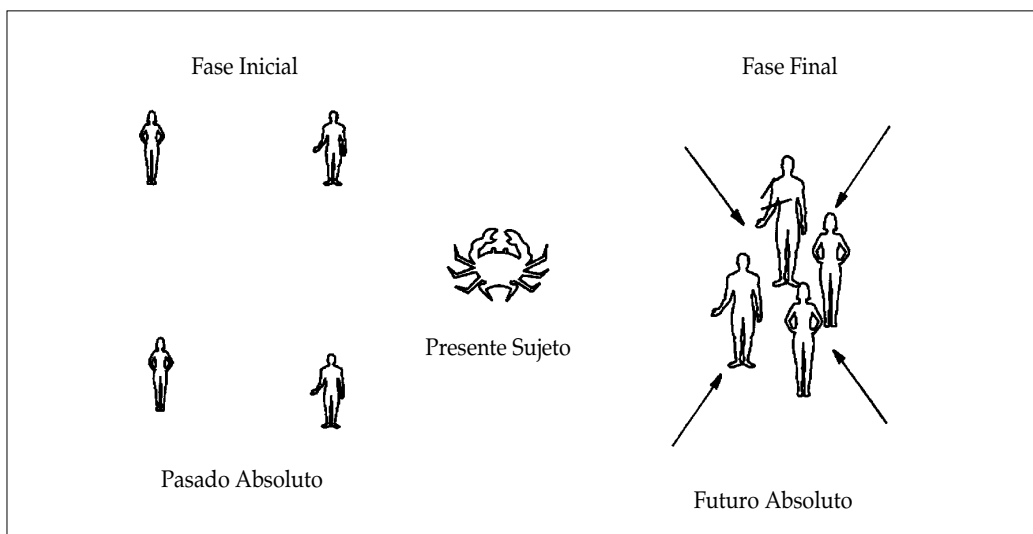 Fase Inicial
Fase Final
Presente Sujeto
Pasado Absoluto
Futuro Absoluto